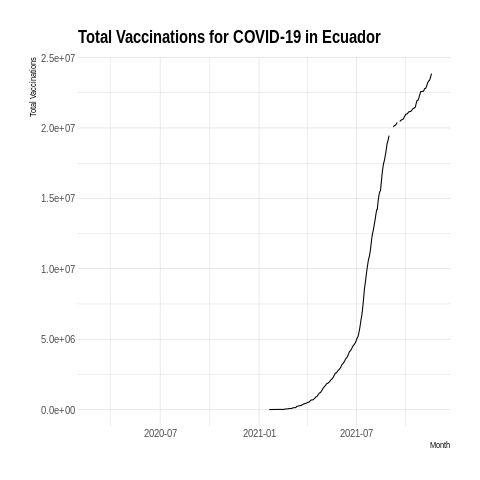 Total Vaccinations for COVID-19 in Ecuador
Total Vaccinations
2.5e+07
2.0e+07
1.5e+07
1.0e+07
5.0e+06
0.0e+00
2020-07
2021-01
2021-07
Month